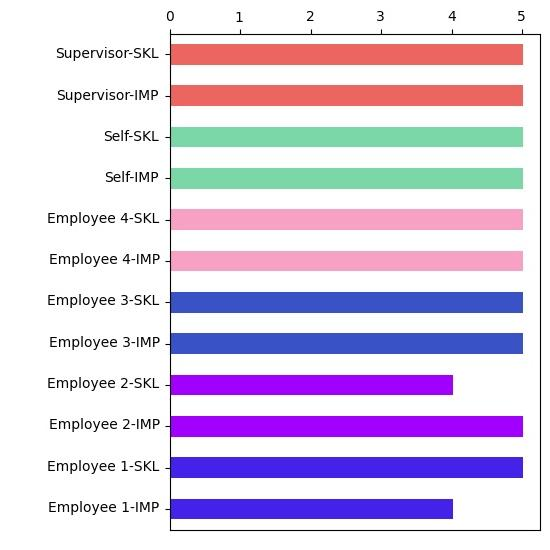 0 1 2 3 4 5
Supervisor-SKL
Supervisor-IMP
Self-SKL
Self-IMP
Employee 4-SKL
Employee 4-IMP
Employee 3-SKL
Employee 3-IMP
Employee 2-SKL
Employee 2-IMP
Employee 1-SKL
Employee 1-IMP